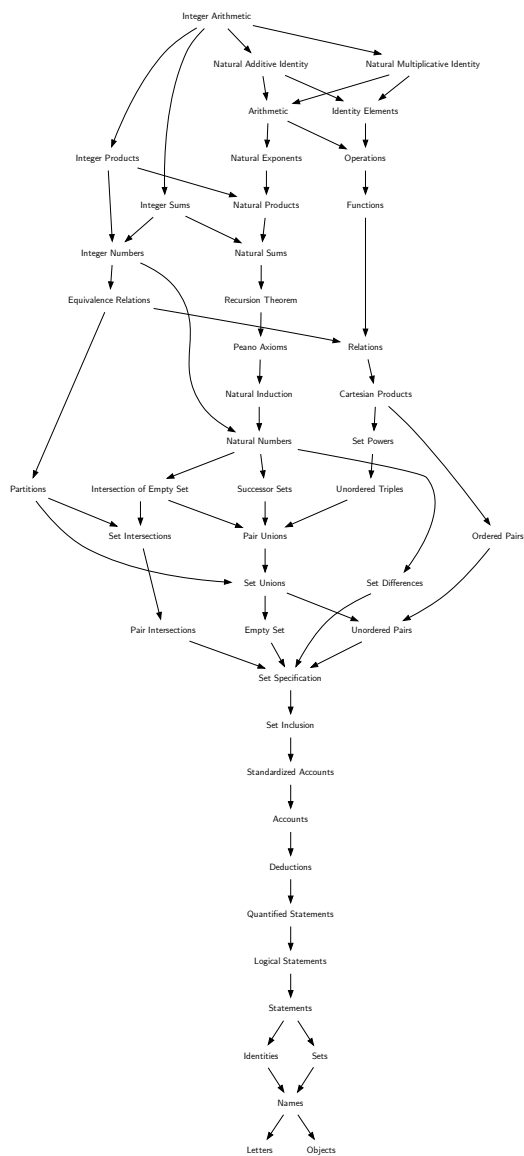 Integer Arithmetic
Natural Additive Identity
Natural Multiplicative Identity
Arithmetic
Identity Elements
Integer Products
Natural Exponents
Operations
Integer Sums
Natural Products
Functions
Integer Numbers
Natural Sums
Equivalence Relations
Recursion Theorem
Peano Axioms
Relations
Natural Induction
Cartesian Products
Natural Numbers
Set Powers
Partitions
Intersection of Empty Set
Successor Sets
Unordered Triples
Set Intersections
Pair Unions
Ordered Pairs
Set Unions
Set Differences
Pair Intersections
Empty Set
Unordered Pairs
Set Specification
Set Inclusion
Standardized Accounts
Accounts
Deductions
Quantified Statements
Logical Statements
Statements
Identities
Sets
Names
Letters
Objects